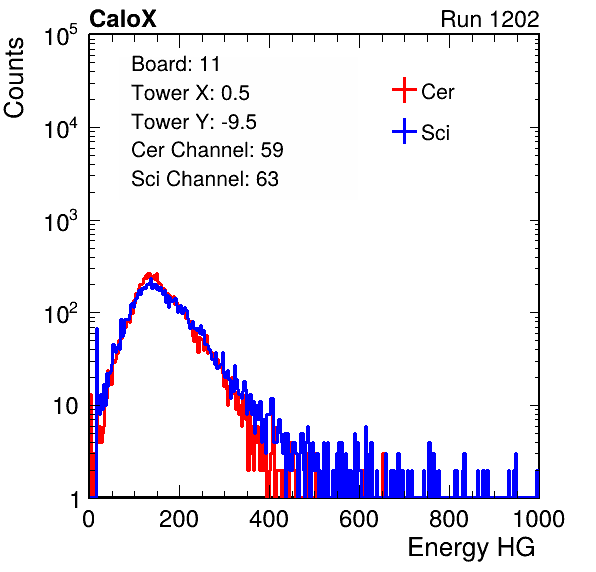 CaloX Run 1202
Counts
10^5
10^4
10^3
10^2
10
1
Board: 11
Tower X: 0.5
Tower Y: -9.5
Cer Channel: 59
Sci Channel: 63
Cer
Sci
0 200 400 600 800 1000
Energy HG